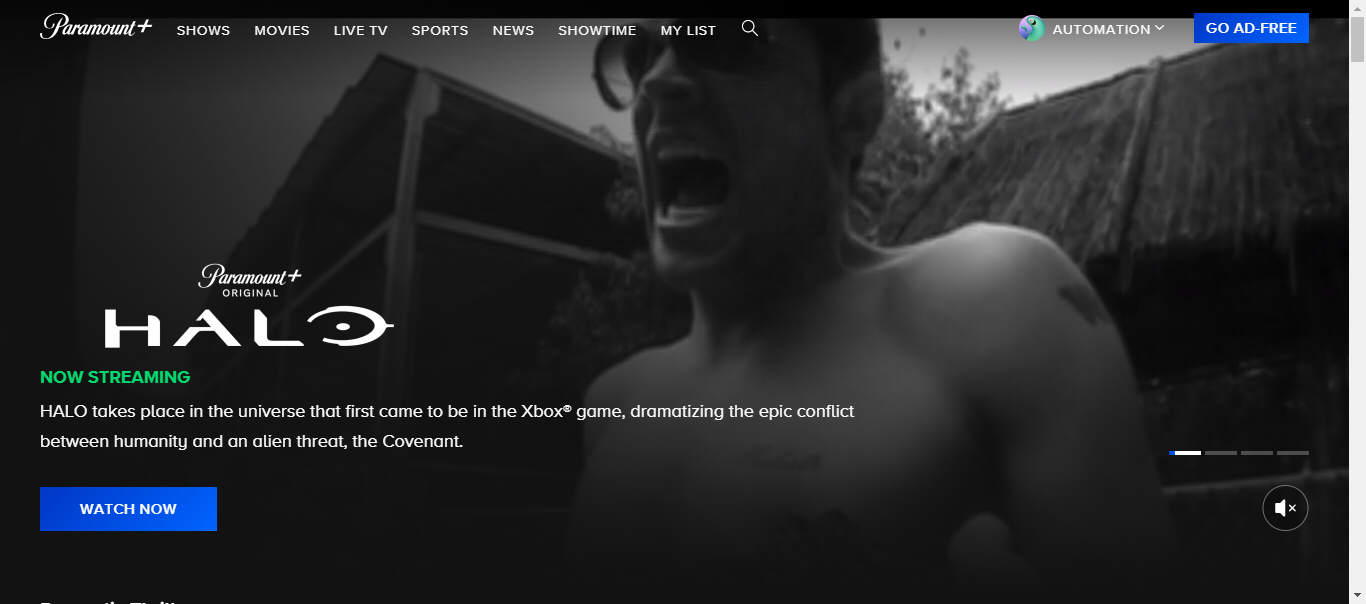 Paramount+ SHOWS MOVIES LIVE TV SPORTS NEWS SHOWTIME MY LIST AUTOMATION GO AD-FREE
Paramount+
ORIGINAL
HALO
NOW STREAMING
HALO takes place in the universe that first came to be in the Xbox® game, dramatizing the epic conflict
between humanity and an alien threat, the Covenant.
WATCH NOW